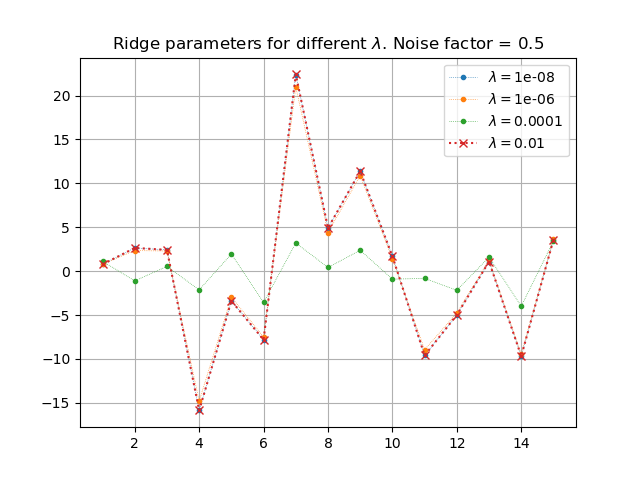 Ridge parameters for different λ. Noise factor = 0.5
λ = 1e-08
λ = 1e-06
λ = 0.0001
λ = 0.01
20
15
10
5
0
−5
−10
−15
2 4 6 8 10 12 14